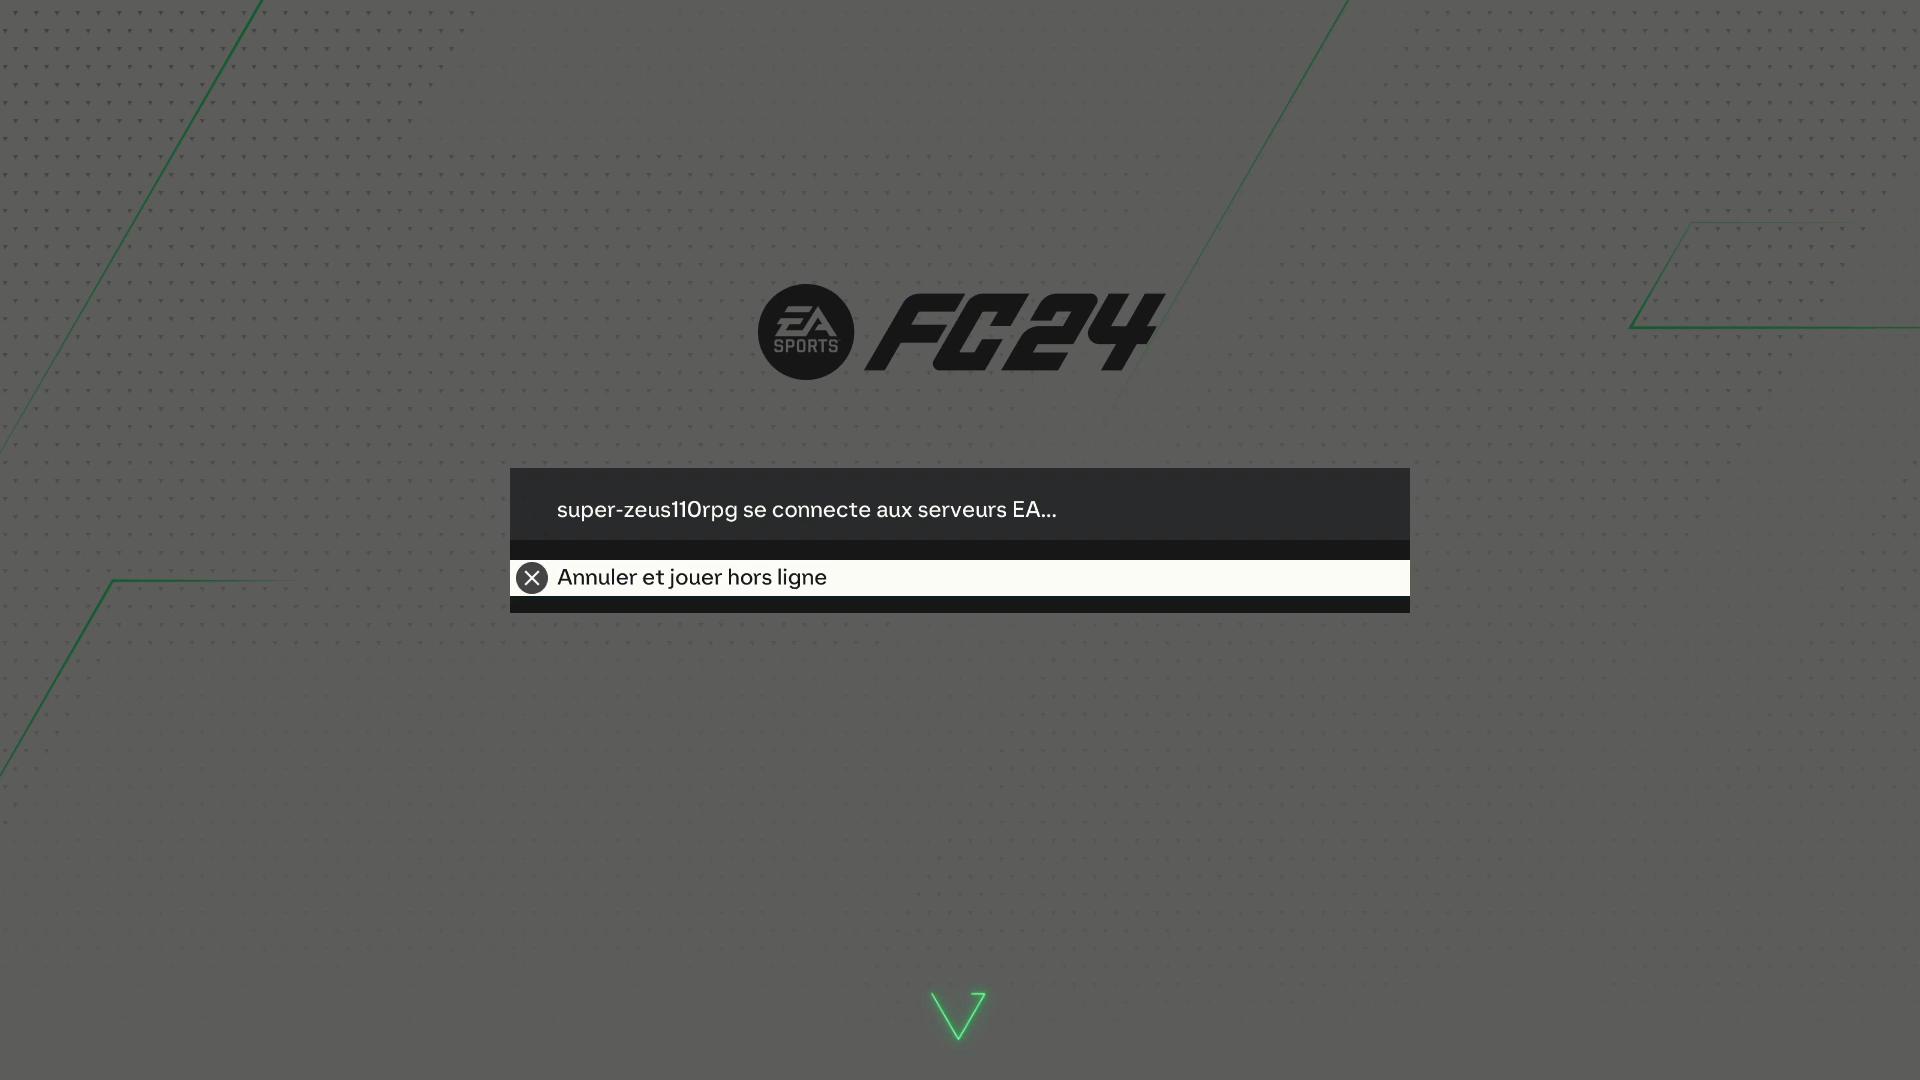 EA SPORTS FC24
super-zeus110rpg se connecte aux serveurs EA...
Annuler et jouer hors ligne